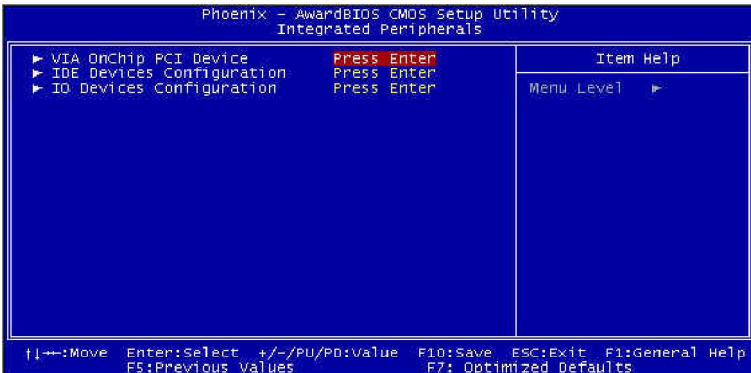 Phoenix - AwardBIOS CMOS Setup Utility
Integrated Peripherals
► VIA OnChip PCI Device Press Enter
► IDE Devices Configuration Press Enter
► IO Devices Configuration Press Enter
Item Help
Menu Level ►
↑↓→←:Move Enter:Select +/-/PU/PD:Value F10:Save ESC:Exit F1:General Help
F5:Previous Values F7: Optimized Defaults